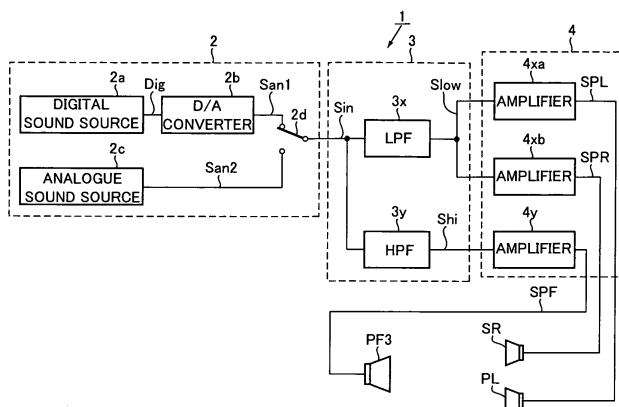 1
2
3
4
2a
Dig
2b
San1
2d
DIGITAL
SOUND SOURCE
D/A
CONVERTER
Sin
3x
LPF
Slow
4xa
AMPLIFIER
SPL
2c
ANALOGUE
SOUND SOURCE
San2
4xb
AMPLIFIER
SPR
3y
HPF
Shi
4y
AMPLIFIER
SPF
PF3
SR
PL